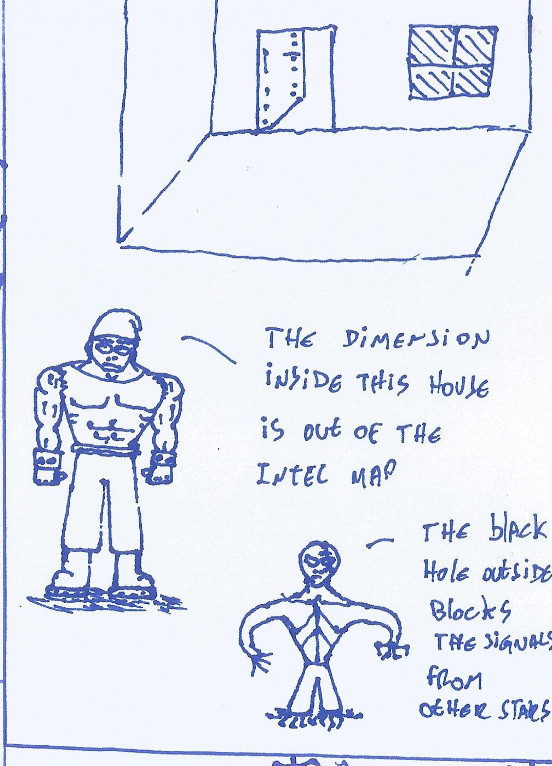 THE DIMENSION
INSIDE THIS HOUSE
IS OUT OF THE
INTEL MAP
THE BLACK
HOLE OUTSIDE
BLOCKS
THE SIGNALS
FROM
OTHER STARS